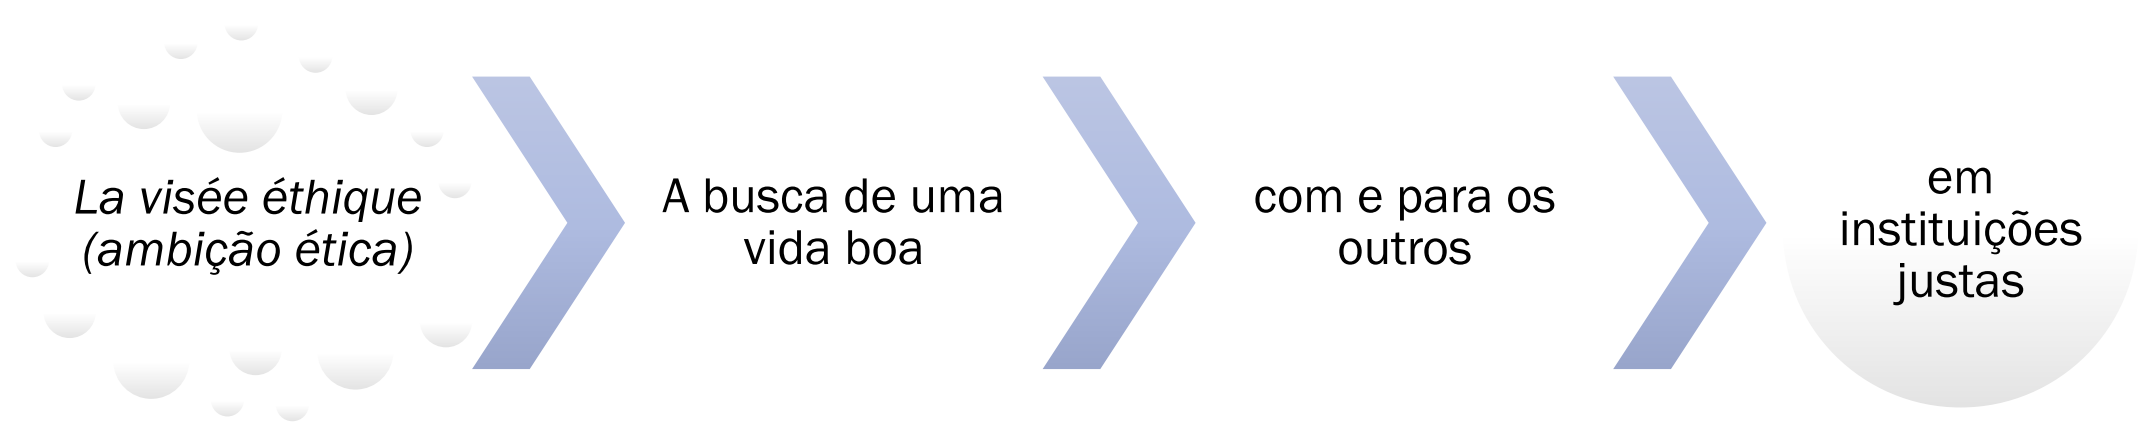 La visée éthique
(ambição ética)
A busca de uma
vida boa
com e para os
outros
em
instituições
justas